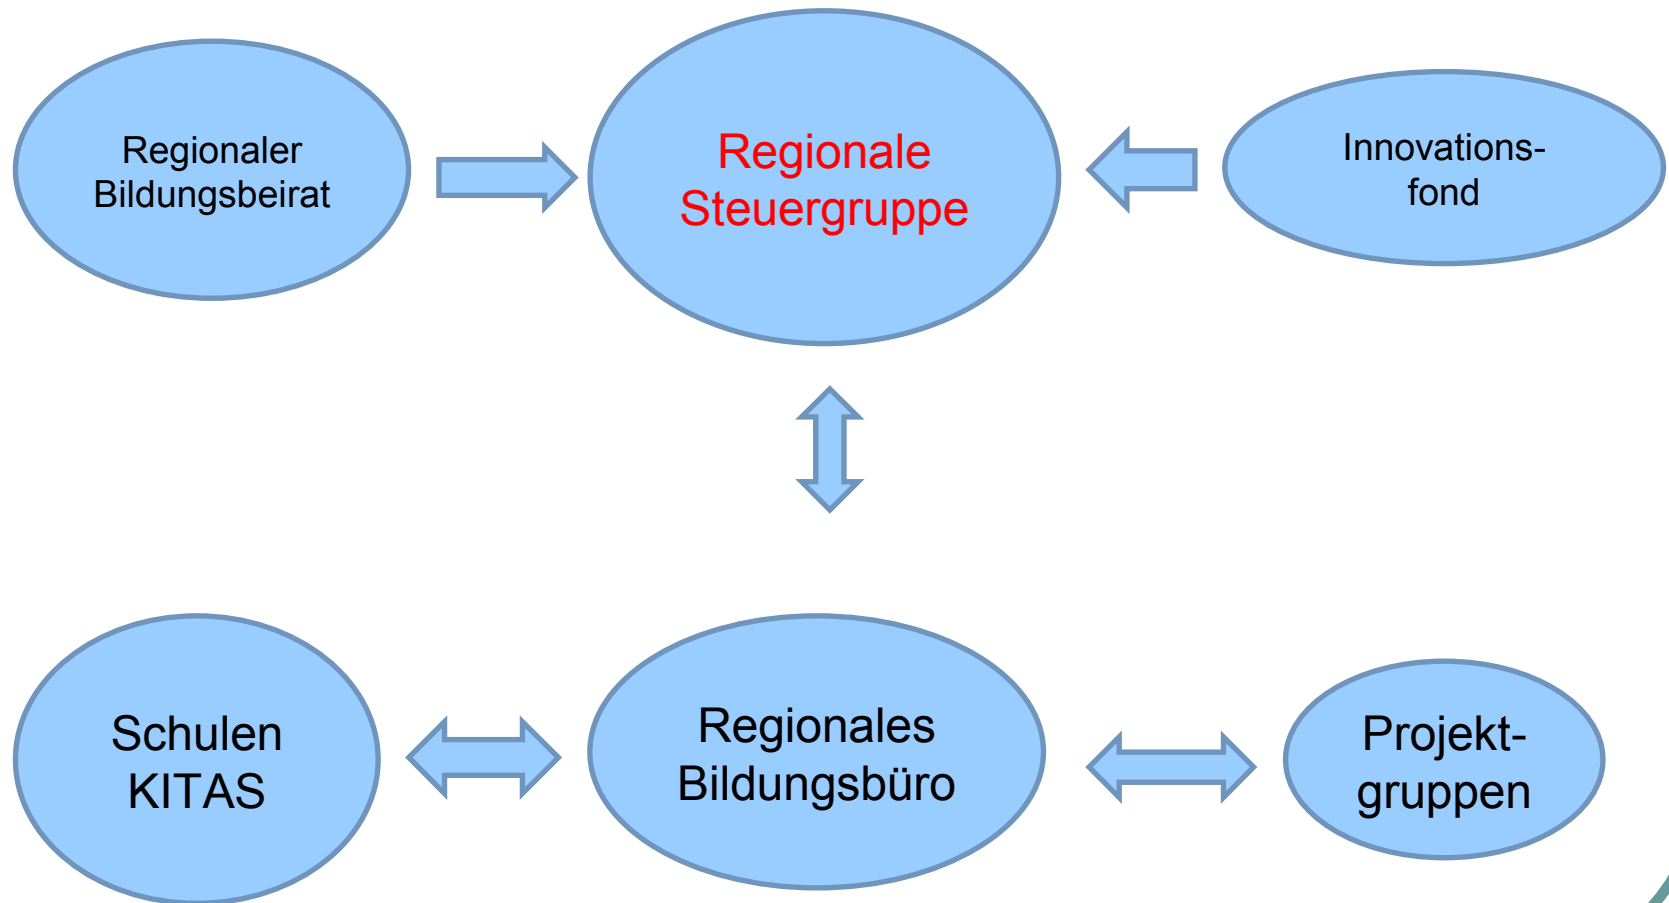 Regionaler
Bildungsbeirat
Regionale
Steuergruppe
Innovations-
fond
Schulen
KITAS
Regionales
Bildungsbüro
Projekt-
gruppen